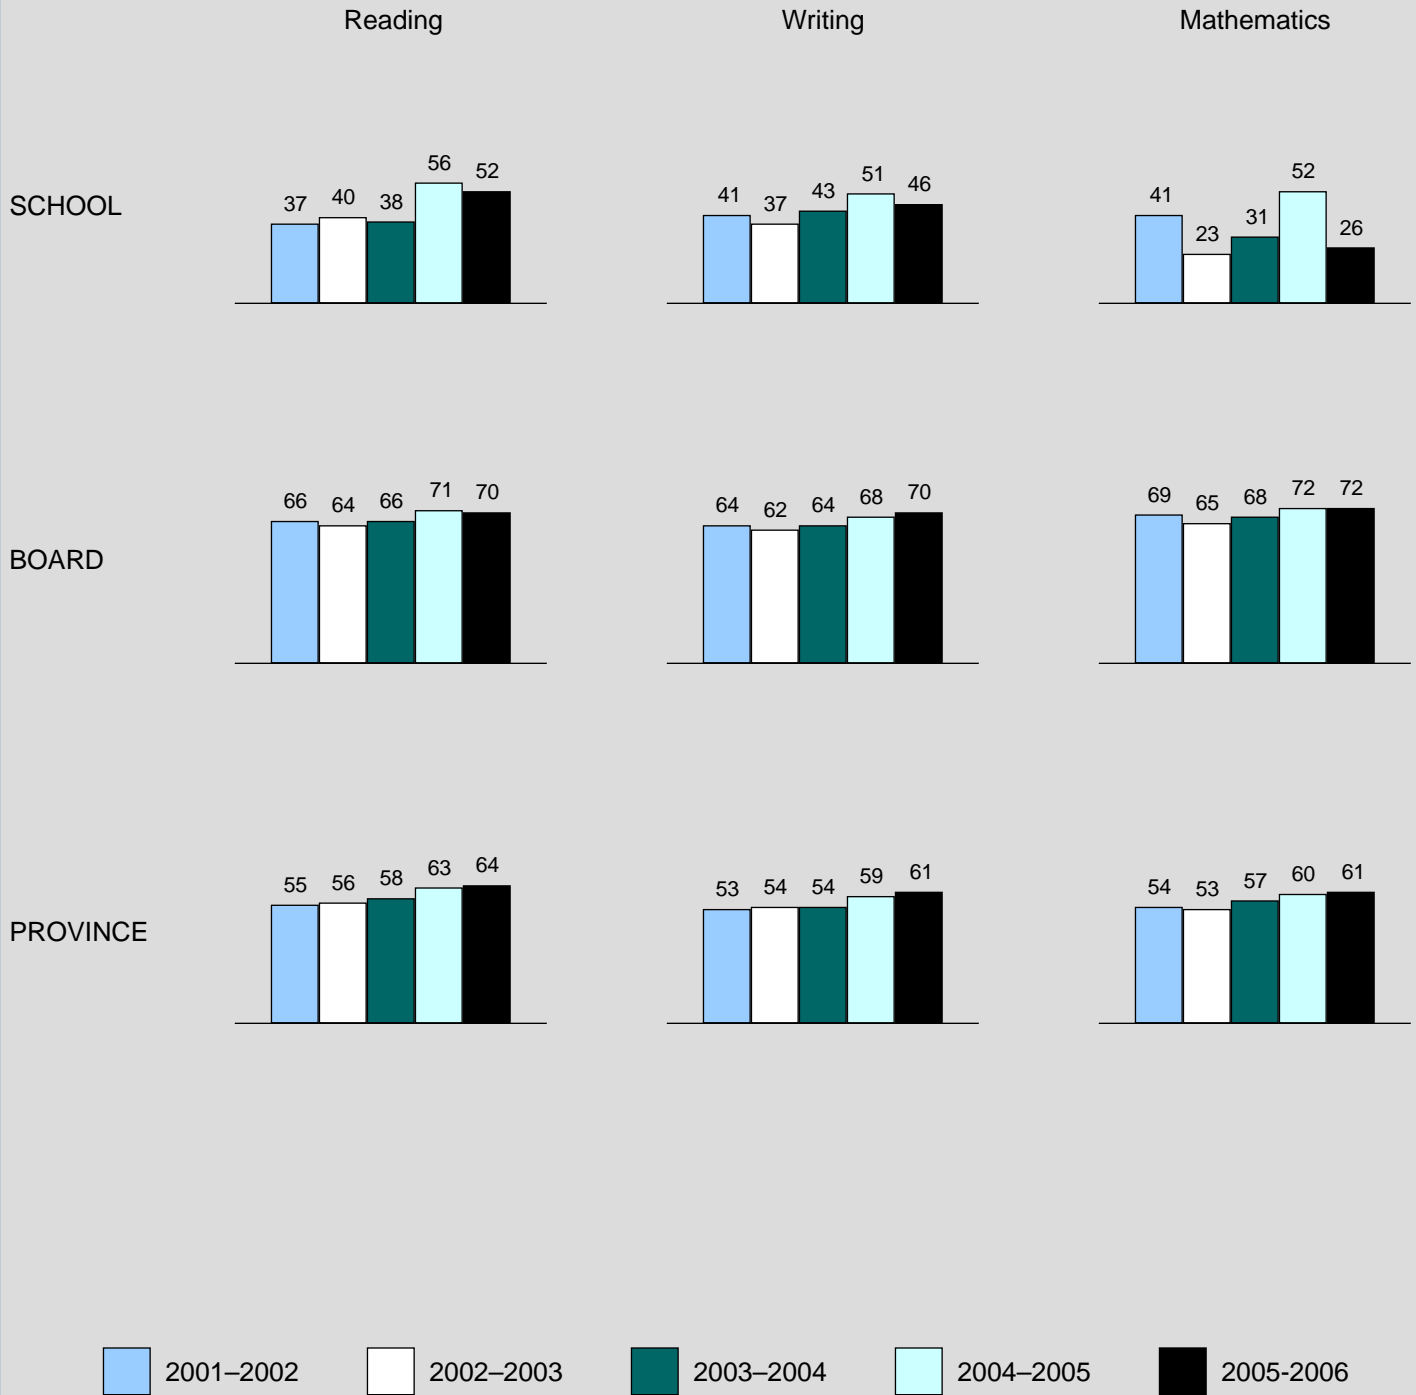 Reading Writing Mathematics
SCHOOL
37 40 38 56 52
41 37 43 51 46
41 23 31 52 26
BOARD
66 64 66 71 70
64 62 64 68 70
69 65 68 72 72
PROVINCE
55 56 58 63 64
53 54 54 59 61
54 53 57 60 61
2001–2002 2002–2003 2003–2004 2004–2005 2005-2006